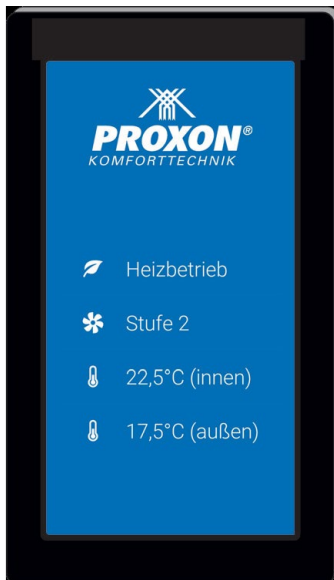 PROXON®
KOMFORTTECHNIK
Heizbetrieb
Stufe 2
22,5°C (innen)
17,5°C (außen)